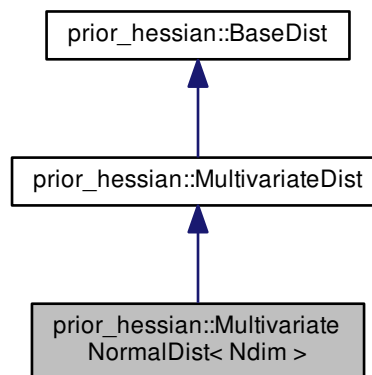 prior_hessian::BaseDist
prior_hessian::MultivariateDist
prior_hessian::Multivariate
NormalDist< Ndim >